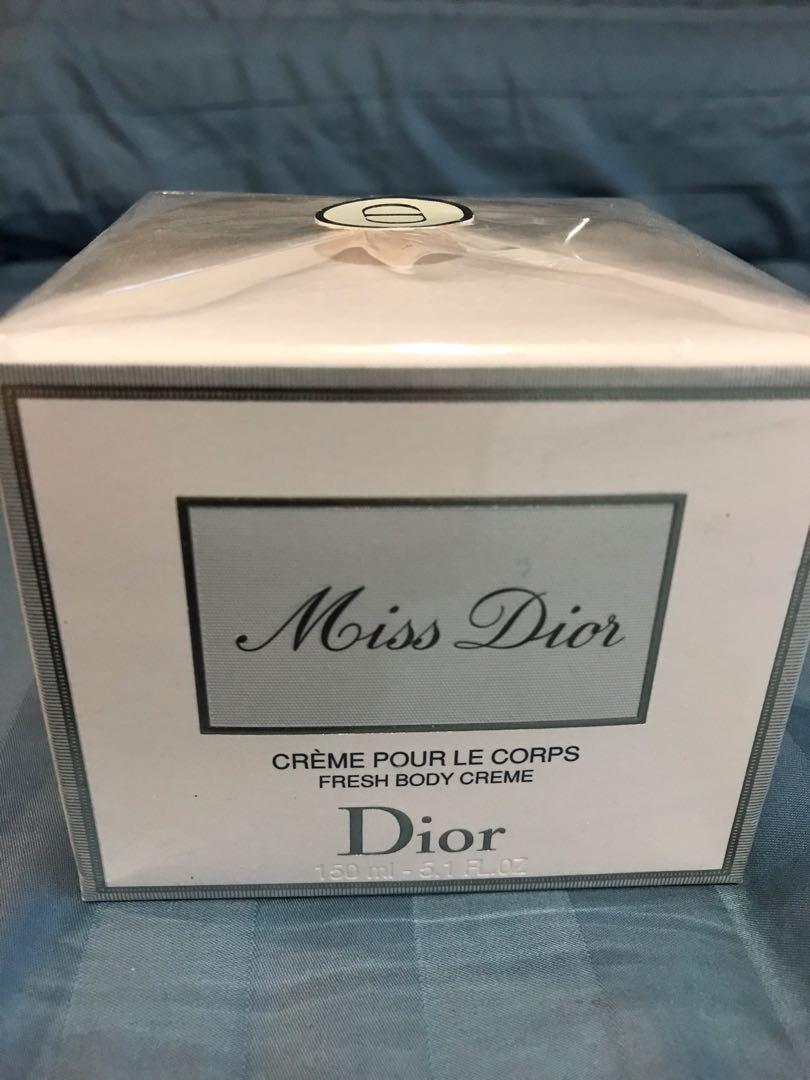 Miss Dior
CRÈME POUR LE CORPS
FRESH BODY CREME
Dior
150 ml - 5.1 FL.OZ